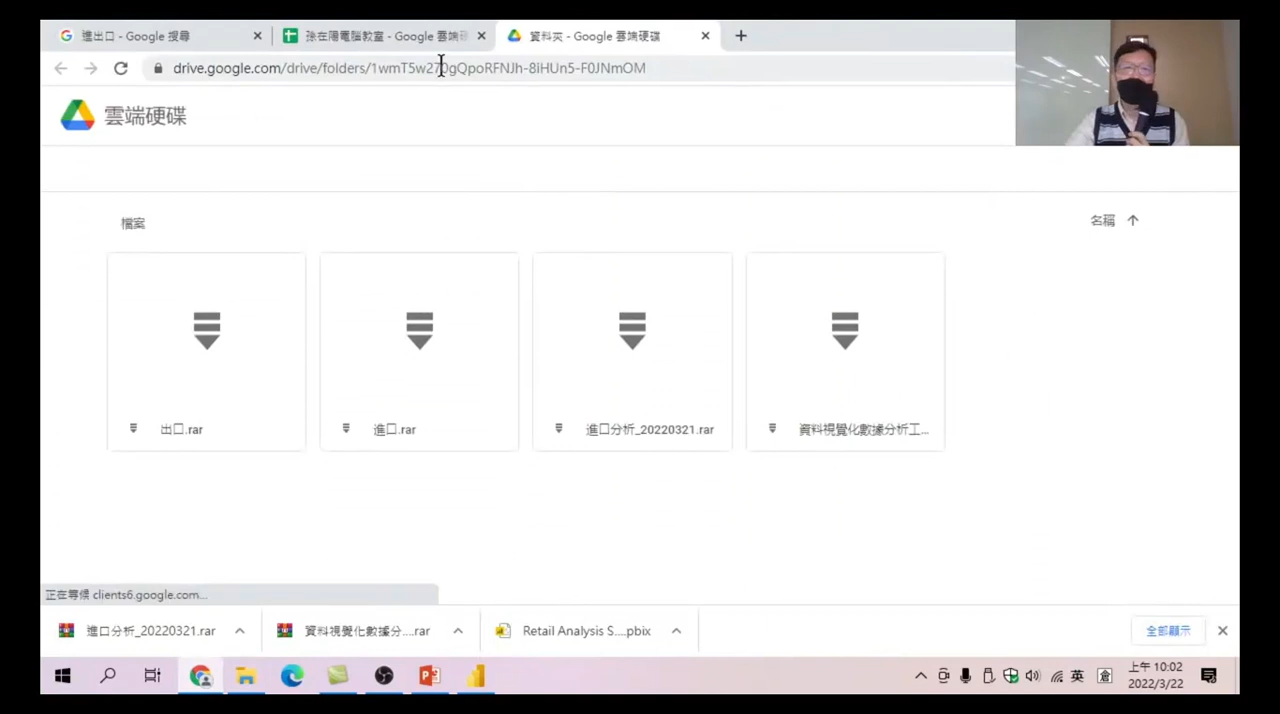 進出口 - Google 搜尋
孫在陽電腦教室 - Google 雲端硬
資料夾 - Google 雲端硬碟
drive.google.com/drive/folders/1wmT5w270gQpoRFNJh-8iHUn5-F0JNmOM
雲端硬碟
檔案
名稱
出口.rar
進口.rar
進口分析_20220321.rar
資料視覺化數據分析工...
正在等候 clients6.google.com...
進口分析_20220321.rar
資料視覺化數據分....rar
Retail Analysis S....pbix
全部顯示
英
倉
上午 10:02
2022/3/22